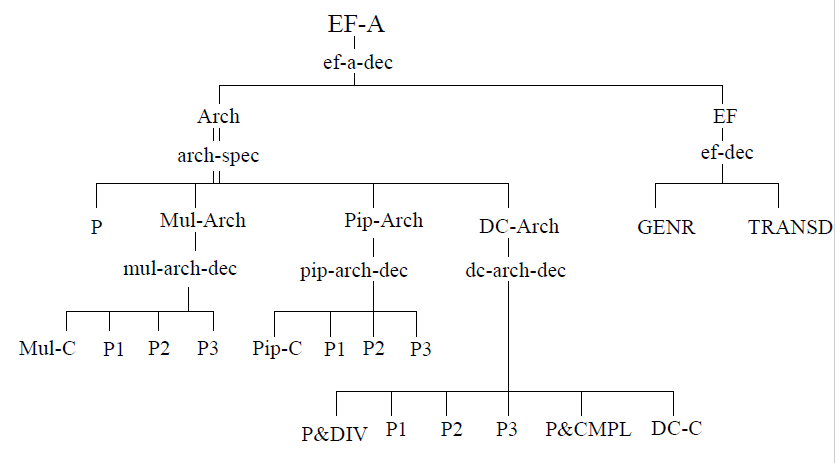 EF-A
ef-a-dec
Arch EF
arch-spec ef-dec
P Mul-Arch Pip-Arch DC-Arch GENR TRANSD
mul-arch-dec pip-arch-dec dc-arch-dec
Mul-C P1 P2 P3 Pip-C P1 P2 P3
P&DIV P1 P2 P3 P&CMPL DC-C